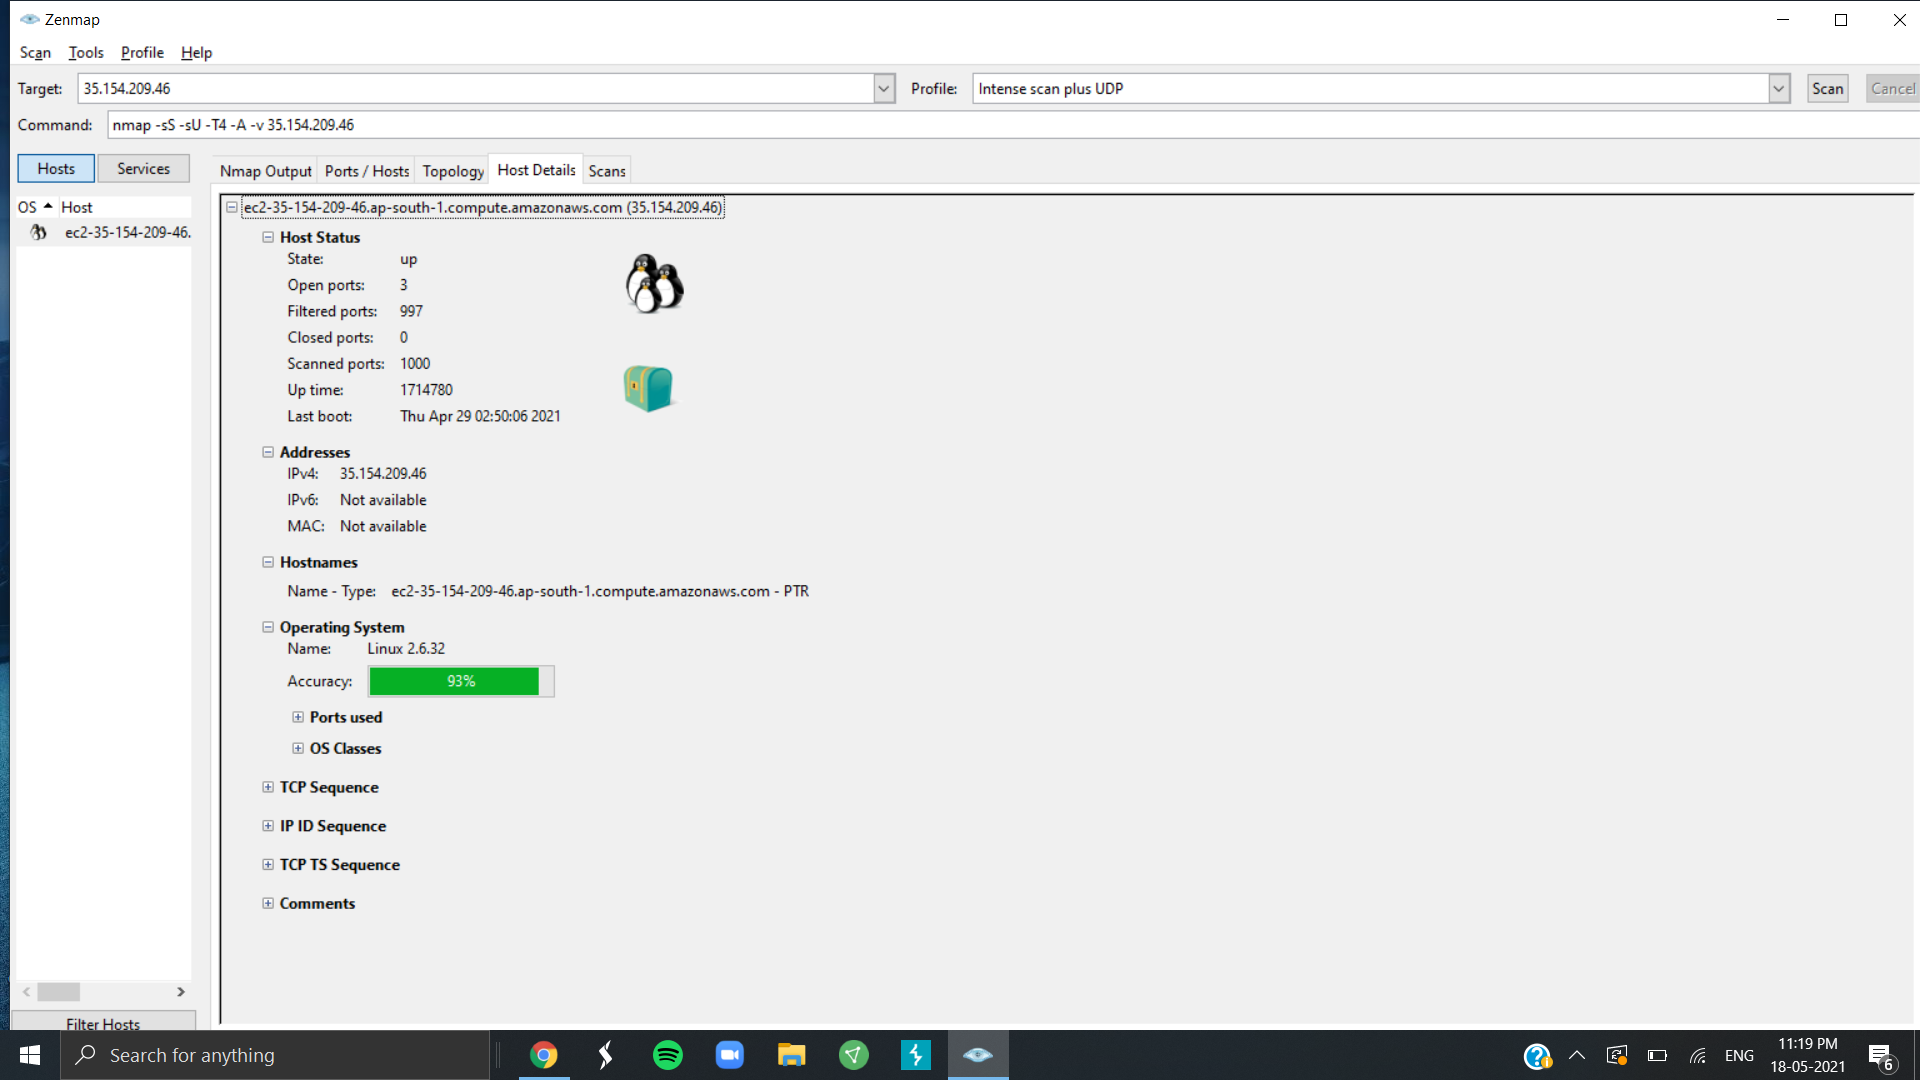 Zenmap
Scan Tools Profile Help
Target: 35.154.209.46 Profile: Intense scan plus UDP Scan Cancel
Command: nmap -sS -sU -T4 -A -v 35.154.209.46
Hosts Services Nmap Output Ports / Hosts Topology Host Details Scans
OS Host
ec2-35-154-209-46.
ec2-35-154-209-46.ap-south-1.compute.amazonaws.com (35.154.209.46)
Host Status
State: up
Open ports: 3
Filtered ports: 997
Closed ports: 0
Scanned ports: 1000
Up time: 1714780
Last boot: Thu Apr 29 02:50:06 2021
Addresses
IPv4: 35.154.209.46
IPv6: Not available
MAC: Not available
Hostnames
Name - Type: ec2-35-154-209-46.ap-south-1.compute.amazonaws.com - PTR
Operating System
Name: Linux 2.6.32
Accuracy: 93%
Ports used
OS Classes
TCP Sequence
IP ID Sequence
TCP TS Sequence
Comments
Filter Hosts
Search for anything
ENG
11:19 PM
18-05-2021
6